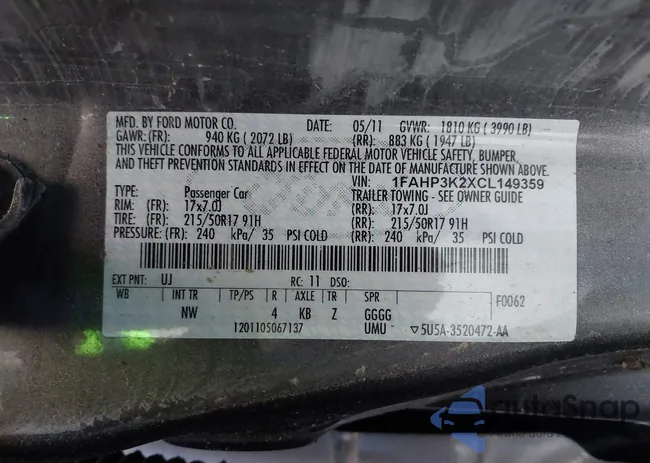 MFD. BY FORD MOTOR CO. DATE: 05/11 GVWR: 1810 KG ( 3990 LB)
GAWR: (FR): 940 KG ( 2072 LB) (RR): 883 KG ( 1947 LB)
THIS VEHICLE CONFORMS TO ALL APPLICABLE FEDERAL MOTOR VEHICLE SAFETY, BUMPER,
AND THEFT PREVENTION STANDARDS IN EFFECT ON THE DATE OF MANUFACTURE SHOWN ABOVE.
VIN: 1FAHP3K2XCL149359
TYPE: Passenger Car TRAILER TOWING - SEE OWNER GUIDE
RIM: (FR): 17x7.0J (RR): 17x7.0J
TIRE: (FR): 215/50R17 91H (RR): 215/50R17 91H
PRESSURE: (FR): 240 kPa/ 35 PSI COLD (RR): 240 kPa/ 35 PSI COLD
EXT PNT: UJ RC: 11 DSO:
WB INT TR TP/PS R AXLE TR SPR F0062
NW 4 KB Z GGGG
1201105067137 UMU ▽5U5A-3520472-AA
autoSnap